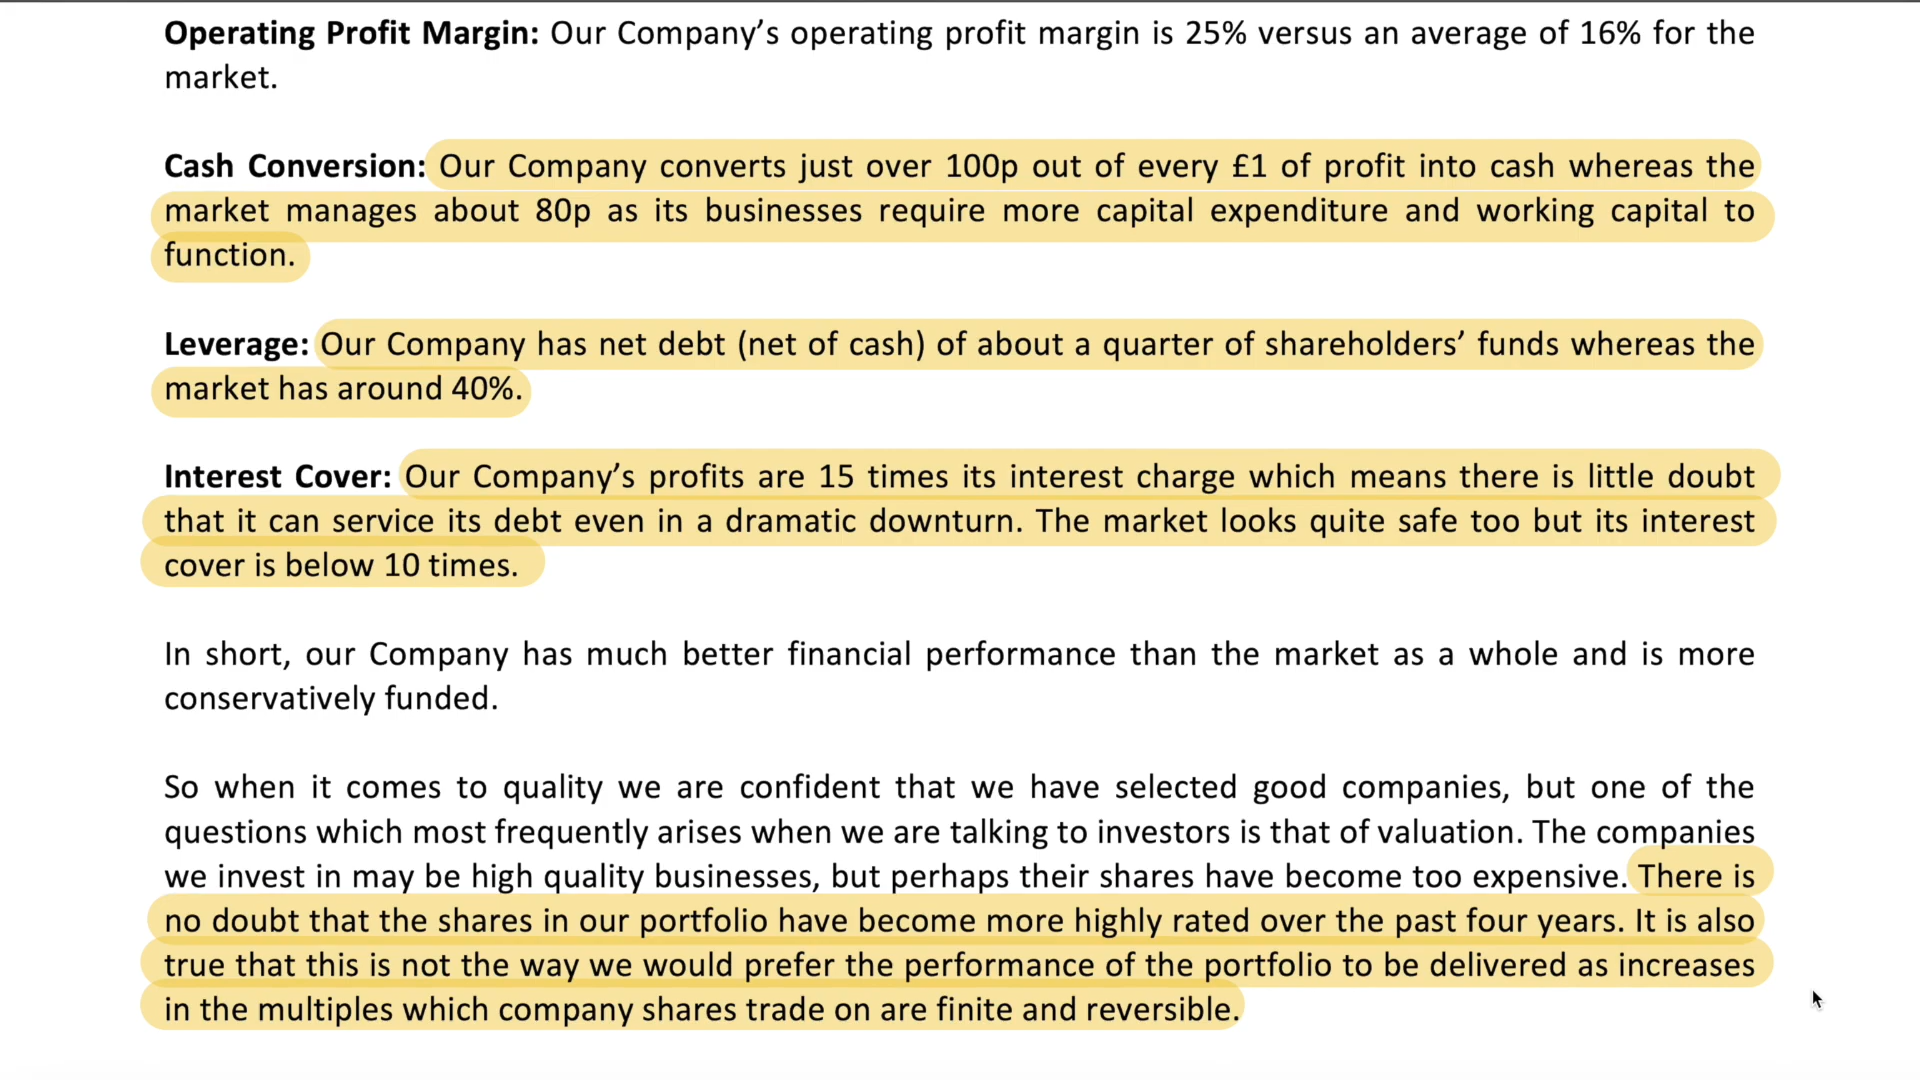 Operating Profit Margin: Our Company’s operating profit margin is 25% versus an average of 16% for the
market.
Cash Conversion: Our Company converts just over 100p out of every £1 of profit into cash whereas the
market manages about 80p as its businesses require more capital expenditure and working capital to
function.
Leverage: Our Company has net debt (net of cash) of about a quarter of shareholders’ funds whereas the
market has around 40%.
Interest Cover: Our Company’s profits are 15 times its interest charge which means there is little doubt
that it can service its debt even in a dramatic downturn. The market looks quite safe too but its interest
cover is below 10 times.
In short, our Company has much better financial performance than the market as a whole and is more
conservatively funded.
So when it comes to quality we are confident that we have selected good companies, but one of the
questions which most frequently arises when we are talking to investors is that of valuation. The companies
we invest in may be high quality businesses, but perhaps their shares have become too expensive. There is
no doubt that the shares in our portfolio have become more highly rated over the past four years. It is also
true that this is not the way we would prefer the performance of the portfolio to be delivered as increases
in the multiples which company shares trade on are finite and reversible.